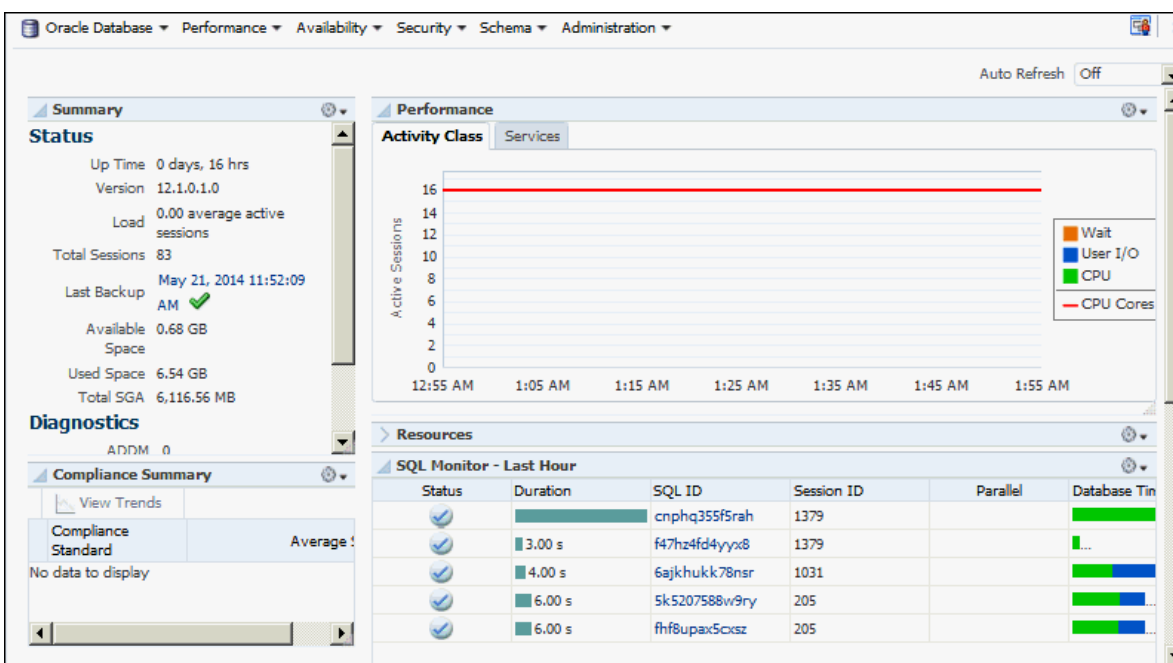 Oracle Database Performance Availability Security Schema Administration
Auto Refresh Off
Summary
Status
Up Time 0 days, 16 hrs
Version 12.1.0.1.0
Load 0.00 average active
sessions
Total Sessions 83
Last Backup May 21, 2014 11:52:09
AM
Available 0.68 GB
Space
Used Space 6.54 GB
Total SGA 6,116.56 MB
Diagnostics
ADDM 0
Compliance Summary
View Trends
Compliance
Standard
Average
No data to display
Performance
Activity Class Services
Active Sessions
16
14
12
10
8
6
4
2
0
12:55 AM 1:05 AM 1:15 AM 1:25 AM 1:35 AM 1:45 AM 1:55 AM
Wait
User I/O
CPU
CPU Cores
Resources
SQL Monitor - Last Hour
Status Duration SQL ID Session ID Parallel Database Tim
cnphq355f5rah 1379
3.00 s f47hz4fd4yyx8 1379 ...
4.00 s 6ajkhukk78nsr 1031
6.00 s 5k5207588w9ry 205 ...
6.00 s fhf8upax5cxsz 205 ...